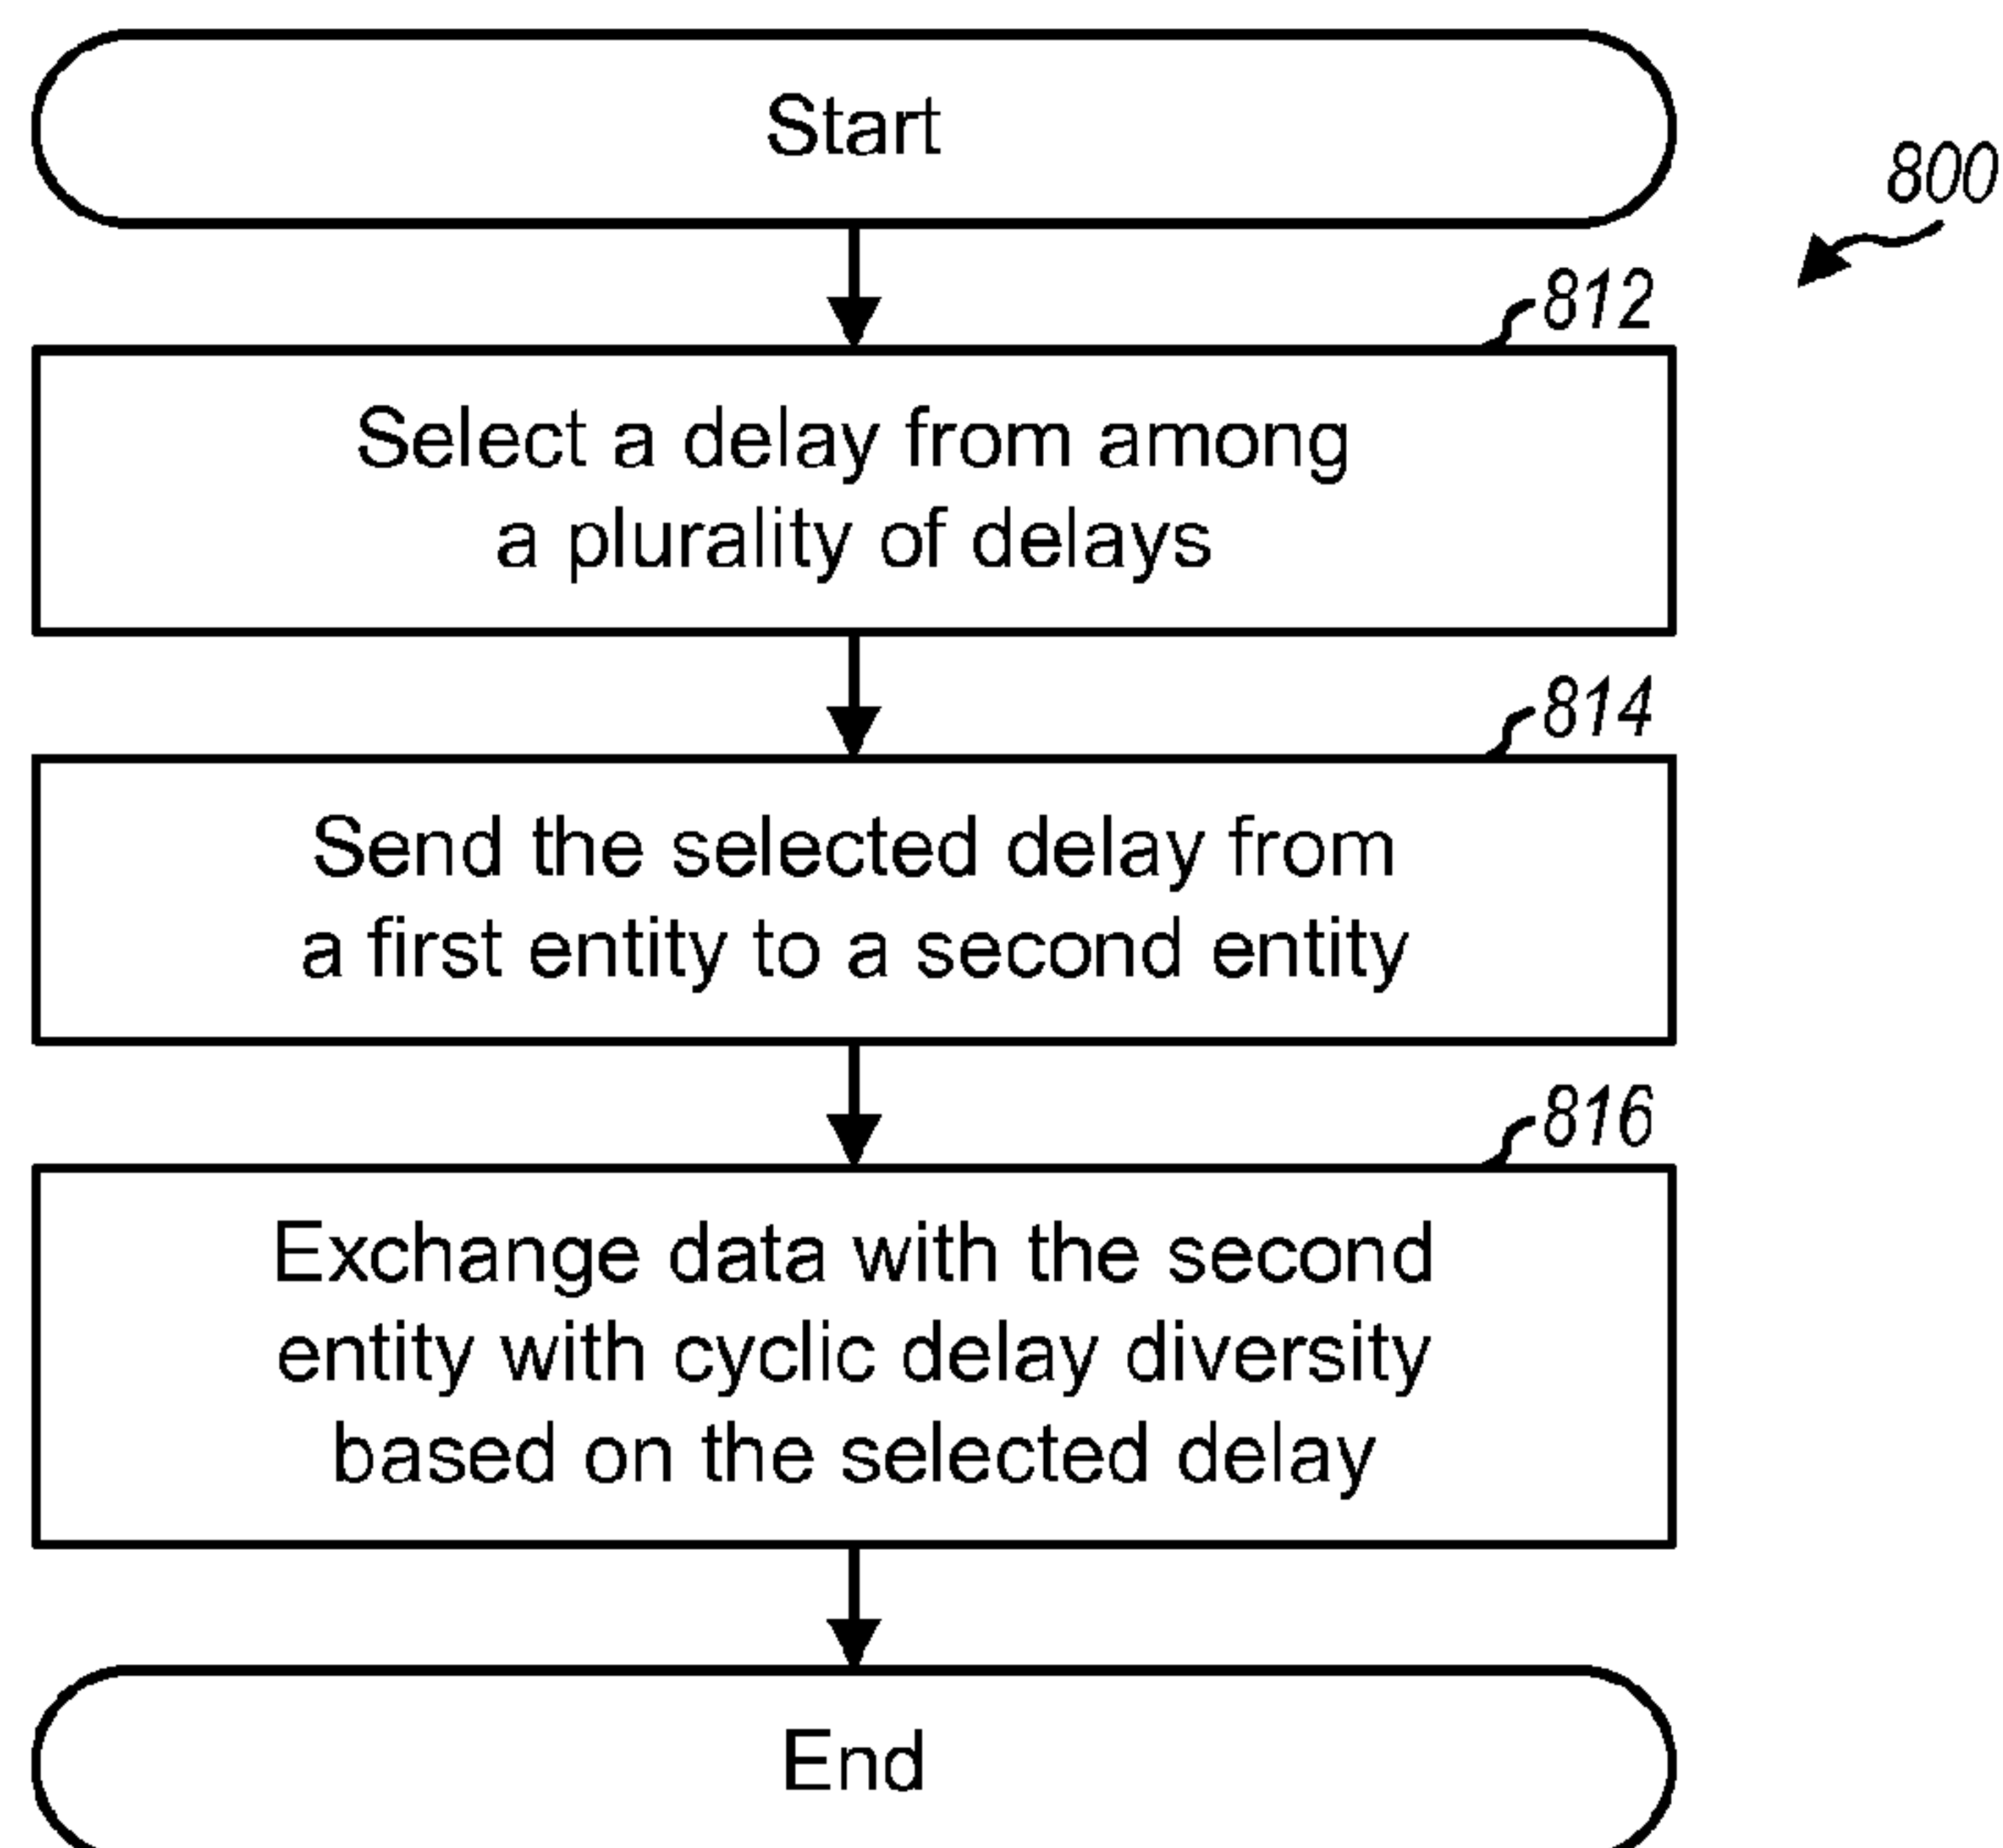 Start
800
812
Select a delay from among
a plurality of delays
814
Send the selected delay from
a first entity to a second entity
816
Exchange data with the second
entity with cyclic delay diversity
based on the selected delay
End